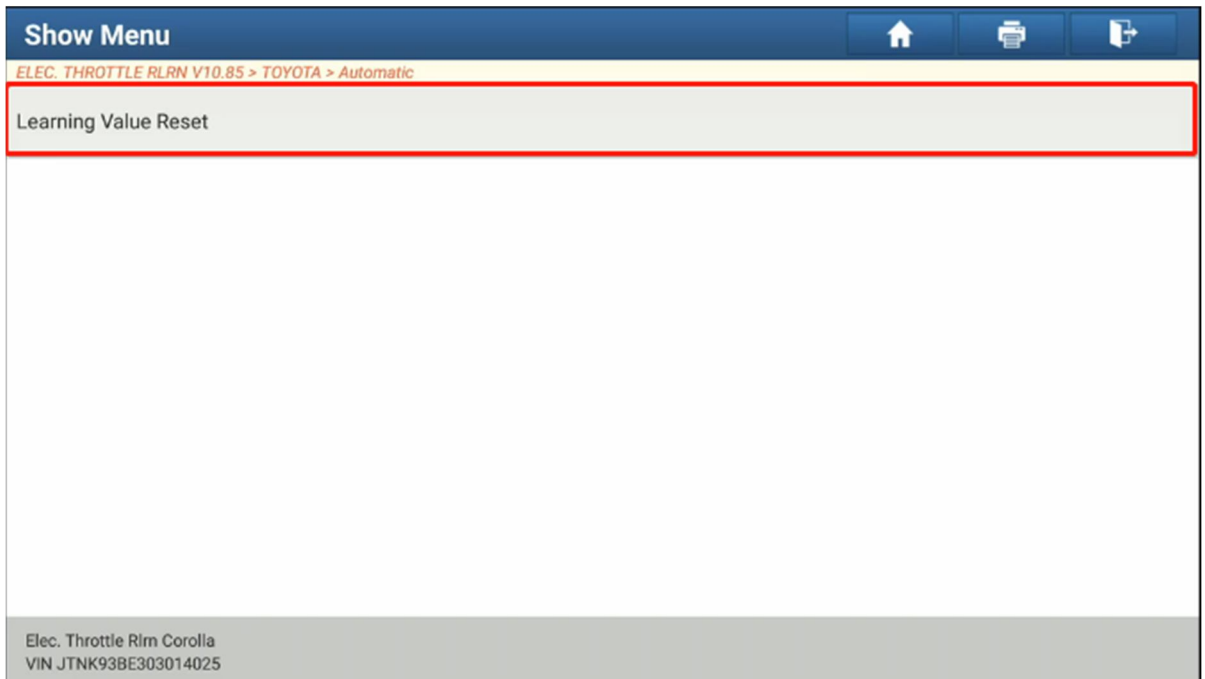 Show Menu
ELEC. THROTTLE RLRN V10.85 > TOYOTA > Automatic
Learning Value Reset
Elec. Throttle Rlrn Corolla
VIN JTNK93BE303014025